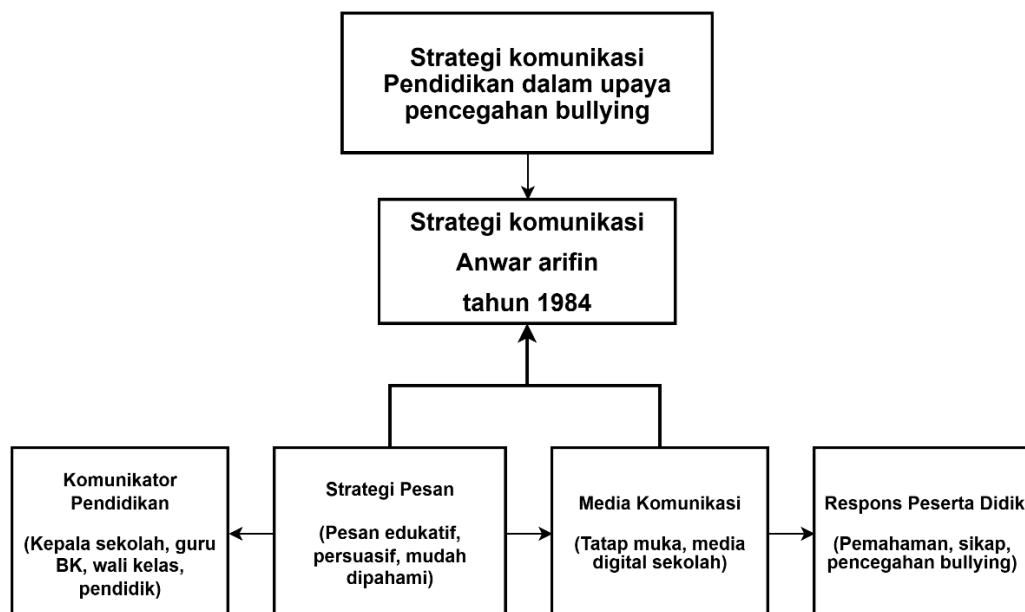 Strategi komunikasi
Pendidikan dalam upaya
pencegahan bullying
Strategi komunikasi
Anwar arifin
tahun 1984
Komunikator
Pendidikan
(Kepala sekolah, guru
BK, wali kelas,
pendidik)
Strategi Pesan
(Pesan edukatif,
persuasif, mudah
dipahami)
Media Komunikasi
(Tatap muka, media
digital sekolah)
Respons Peserta Didik
(Pemahaman, sikap,
pencegahan bullying)